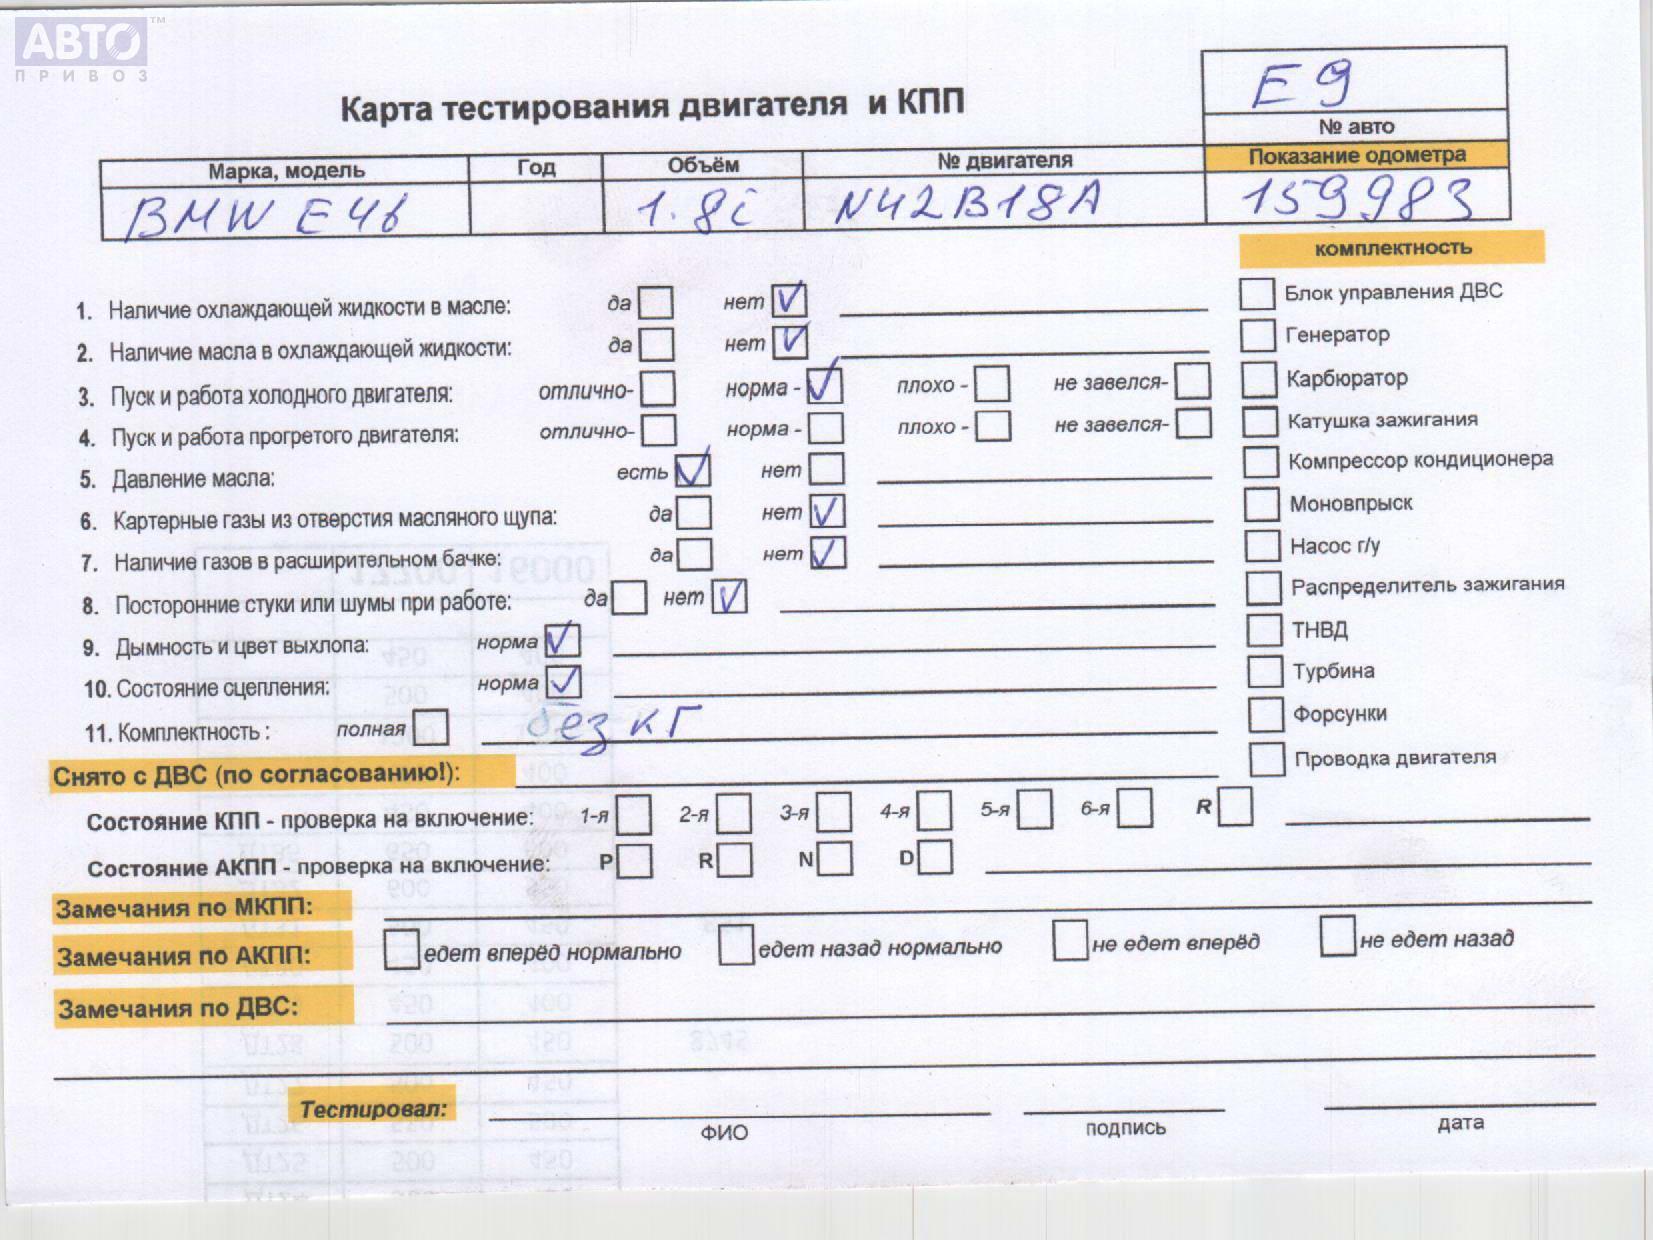 АВТО™
ПРИВОЗ
E9
№ авто
Карта тестирования двигателя и КПП
Марка, модель Год Объём № двигателя Показание одометра
BMW E46 1.8i N42B18A 159983
комплектность
1. Наличие охлаждающей жидкости в масле: да нет
2. Наличие масла в охлаждающей жидкости: да нет
3. Пуск и работа холодного двигателя: отлично- норма - плохо - не завелся-
4. Пуск и работа прогретого двигателя: отлично- норма - плохо - не завелся-
5. Давление масла: есть нет
6. Картерные газы из отверстия масляного щупа: да нет
7. Наличие газов в расширительном бачке: да нет
8. Посторонние стуки или шумы при работе: да нет
9. Дымность и цвет выхлопа: норма
10. Состояние сцепления: норма
11. Комплектность : полная без КГ
Блок управления ДВС
Генератор
Карбюратор
Катушка зажигания
Компрессор кондиционера
Моновпрыск
Насос г/у
Распределитель зажигания
ТНВД
Турбина
Форсунки
Проводка двигателя
Снято с ДВС (по согласованию!):
Состояние КПП - проверка на включение: 1-я 2-я 3-я 4-я 5-я 6-я R
Состояние АКПП - проверка на включение: P R N D
Замечания по МКПП:
Замечания по АКПП: едет вперёд нормально едет назад нормально не едет вперёд не едет назад
Замечания по ДВС:
Тестировал:
ФИО подпись дата